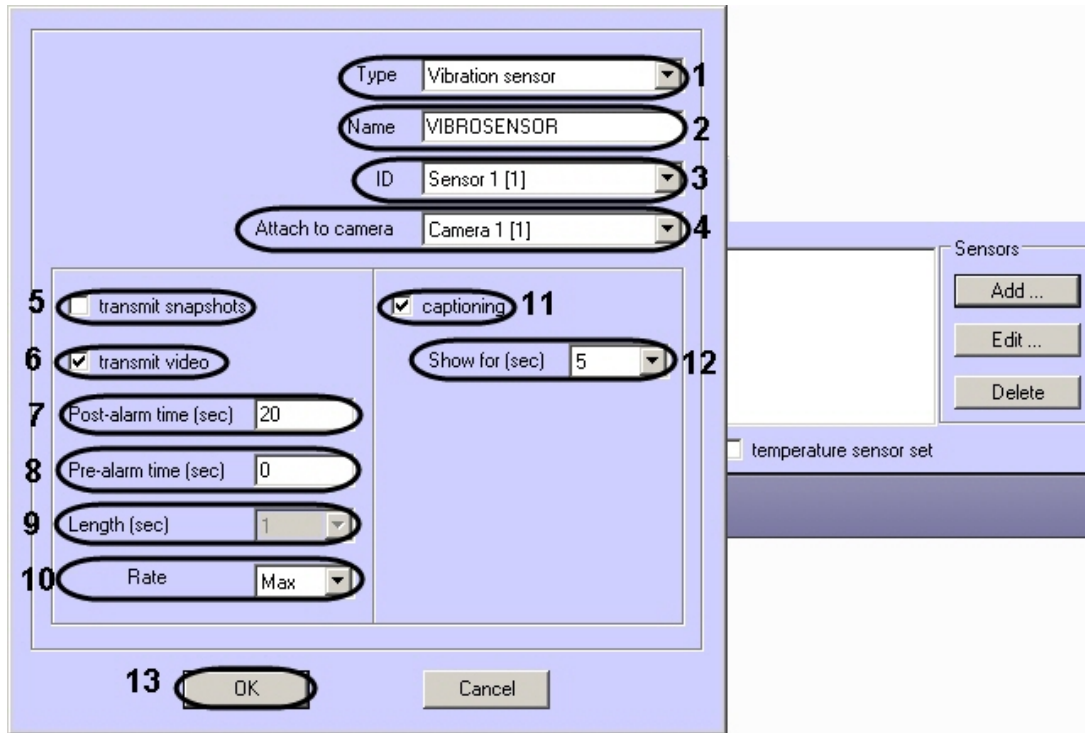 Type Vibration sensor 1
Name VIBROSENSOR 2
ID Sensor 1 [1] 3
Attach to camera Camera 1 [1] 4
5 transmit snapshots
6 transmit video
7 Post-alarm time (sec) 20
8 Pre-alarm time (sec) 0
9 Length (sec) 1
10 Rate Max
captioning 11
Show for (sec) 5 12
13 OK
Cancel
Sensors
Add ...
Edit ...
Delete
temperature sensor set